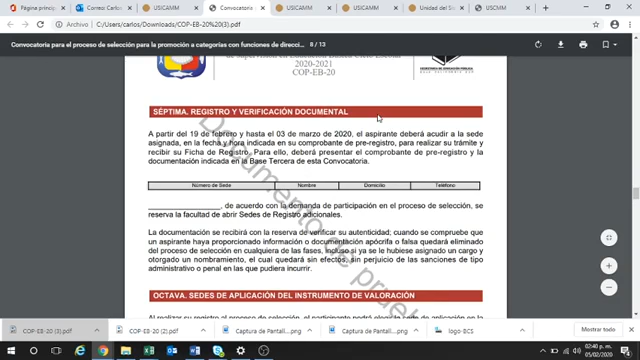 Página princip
Correo: Carlos
USICAMM
Convocatoria
USICAMM
USICAMM
Unidad del Sis
USCMM
Archivo | C:/Users/carlos/Downloads/COP-EB-20%20(3).pdf
Convocatoria para el proceso de selección para la promoción a categorías con funciones de direcci...
8 / 13
2020-2021
COP-EB-20
SÉPTIMA. REGISTRO Y VERIFICACIÓN DOCUMENTAL
A partir del 19 de febrero y hasta el 03 de marzo de 2020, el aspirante deberá acudir a la sede
asignada, en la fecha y hora indicada en su comprobante de pre-registro, para realizar su trámite y
recibir su Ficha de Registro. Para ello, deberá presentar el comprobante de pre-registro y la
documentación indicada en la Base Tercera de esta Convocatoria.
Número de Sede Nombre Domicilio Teléfono
________________, de acuerdo con la demanda de participación en el proceso de selección, se
reserva la facultad de abrir Sedes de Registro adicionales.
La documentación se recibirá con la reserva de verificar su autenticidad; cuando se compruebe que
un aspirante haya proporcionado información o documentación apócrifa o falsa quedará eliminado
del proceso de selección en cualquiera de las fases, incluso si ya se le hubiese asignado un cargo y
otorgado un nombramiento, el cual quedará sin efectos, sin perjuicio de las sanciones de tipo
administrativo o penal en las que pudiera incurrir.
Documento de prue
OCTAVA. SEDES DE APLICACIÓN DEL INSTRUMENTO DE VALORACIÓN
COP-EB-20 (3).pdf
COP-EB-20 (2).pdf
Captura de Pantall....png
Captura de Pantall....png
logo-BCS
Mostrar todo
02:40 p. m.
05/02/2020